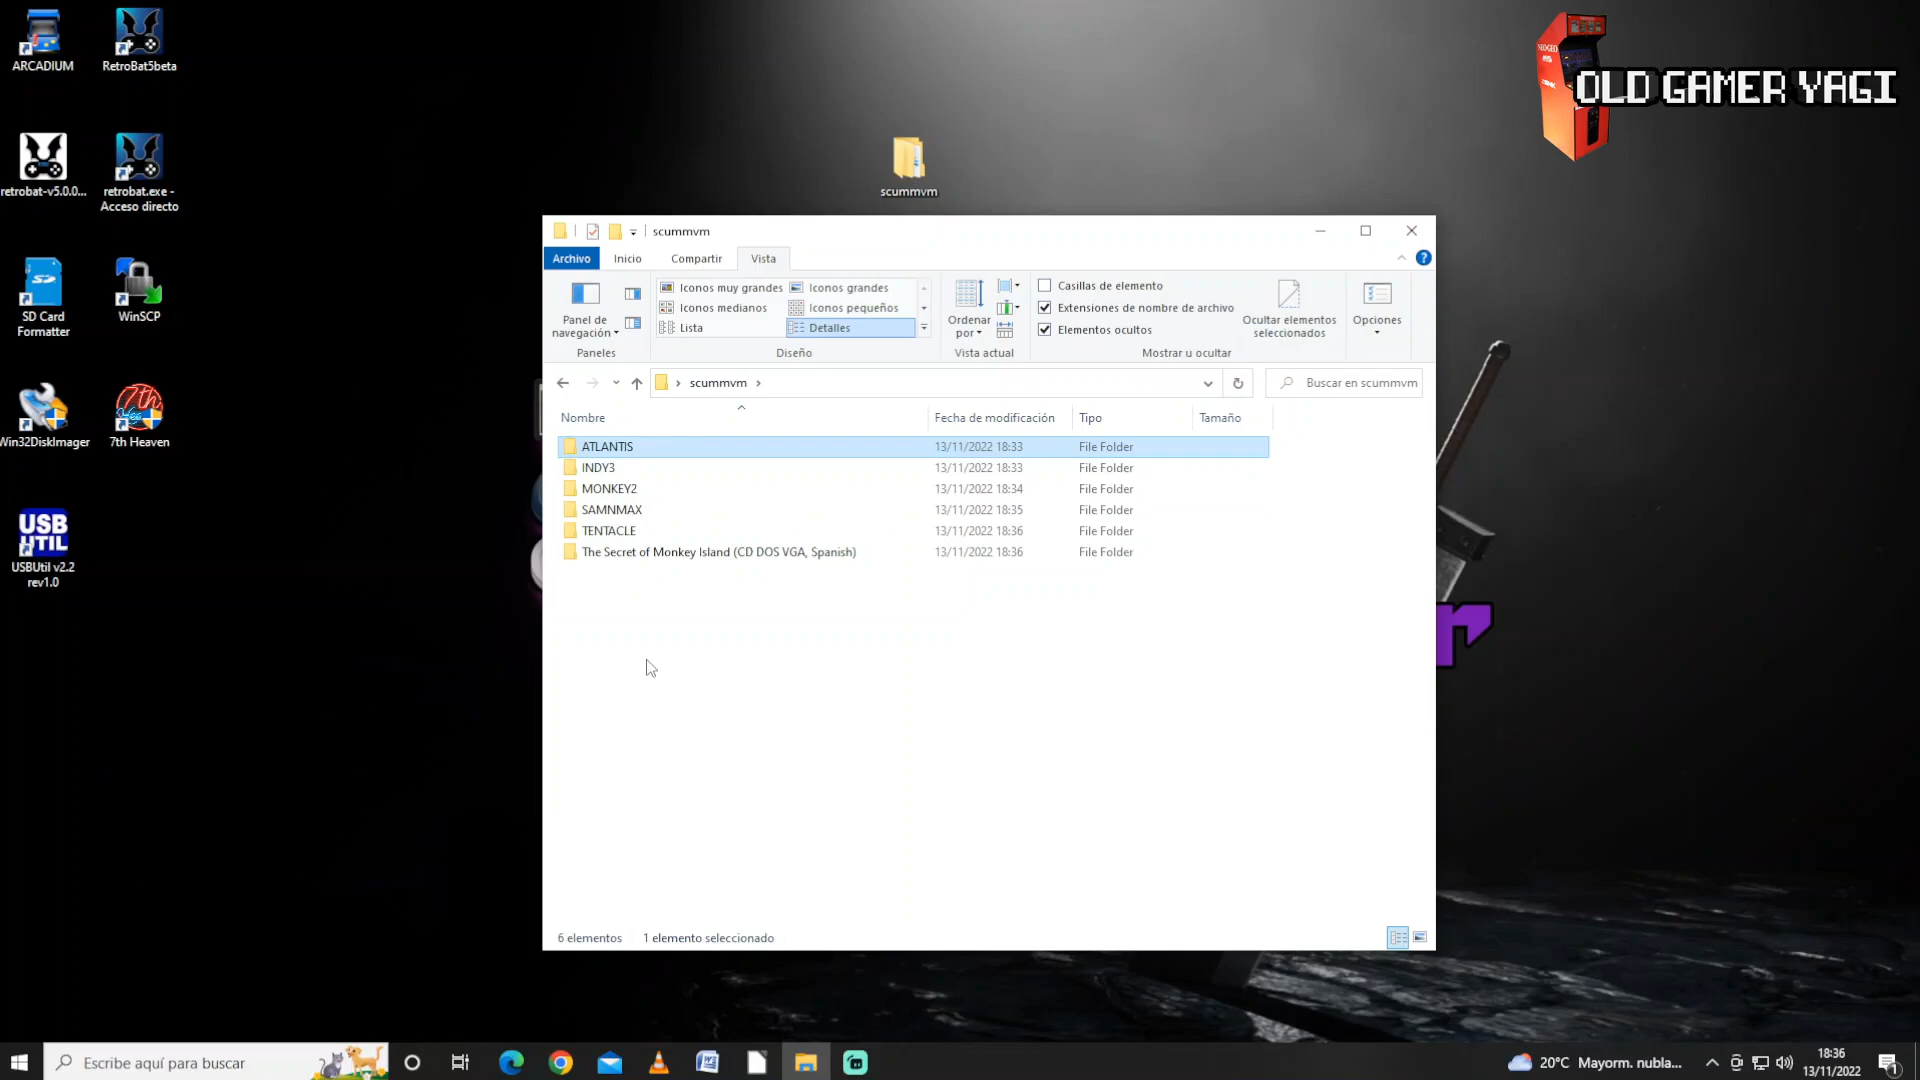 ARCADIUM
RetroBat5beta
retrobat-v5.0.0...
retrobat.exe -
Acceso directo
SD
SD Card
Formatter
WinSCP
Win32DiskImager
7th Heaven
USB
UTIL
USBUtil v2.2
rev1.0
scummvm
OLD GAMER YAGI
scummvm
Archivo
Inicio
Compartir
Vista
Panel de
navegación
Paneles
Iconos muy grandes
Iconos grandes
Iconos medianos
Iconos pequeños
Lista
Detalles
Diseño
Ordenar
por
Vista actual
Casillas de elemento
Extensiones de nombre de archivo
Elementos ocultos
Ocultar elementos
seleccionados
Mostrar u ocultar
Opciones
scummvm
Buscar en scummvm
Nombre Fecha de modificación Tipo Tamaño
ATLANTIS 13/11/2022 18:33 File Folder
INDY3 13/11/2022 18:33 File Folder
MONKEY2 13/11/2022 18:34 File Folder
SAMNMAX 13/11/2022 18:35 File Folder
TENTACLE 13/11/2022 18:36 File Folder
The Secret of Monkey Island (CD DOS VGA, Spanish) 13/11/2022 18:36 File Folder
6 elementos 1 elemento seleccionado
Escribe aquí para buscar
20°C Mayorm. nubla...
18:36
13/11/2022
1